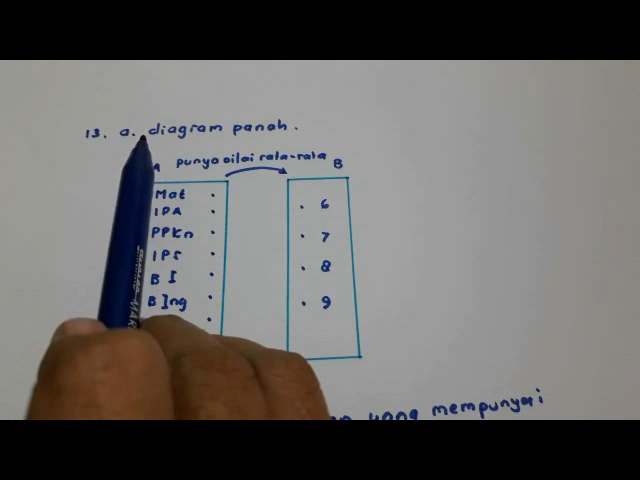 13. a. diagram panah.
A punya nilai rata-rata B
Mat . . 6
IPA .
PPKn . . 7
IPS . . 8
B I .
B Ing . . 9
.
yang mempunyai